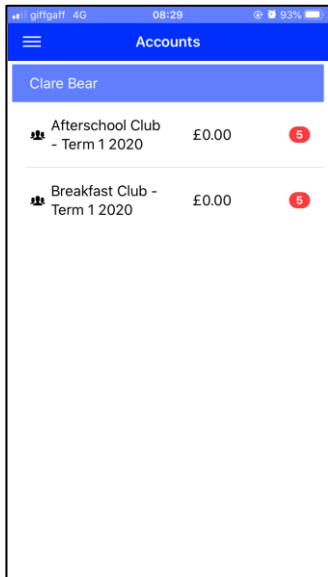 giffgaff 4G 08:29 93%
Accounts
Clare Bear
Afterschool Club
- Term 1 2020 £0.00 5
Breakfast Club -
Term 1 2020 £0.00 5